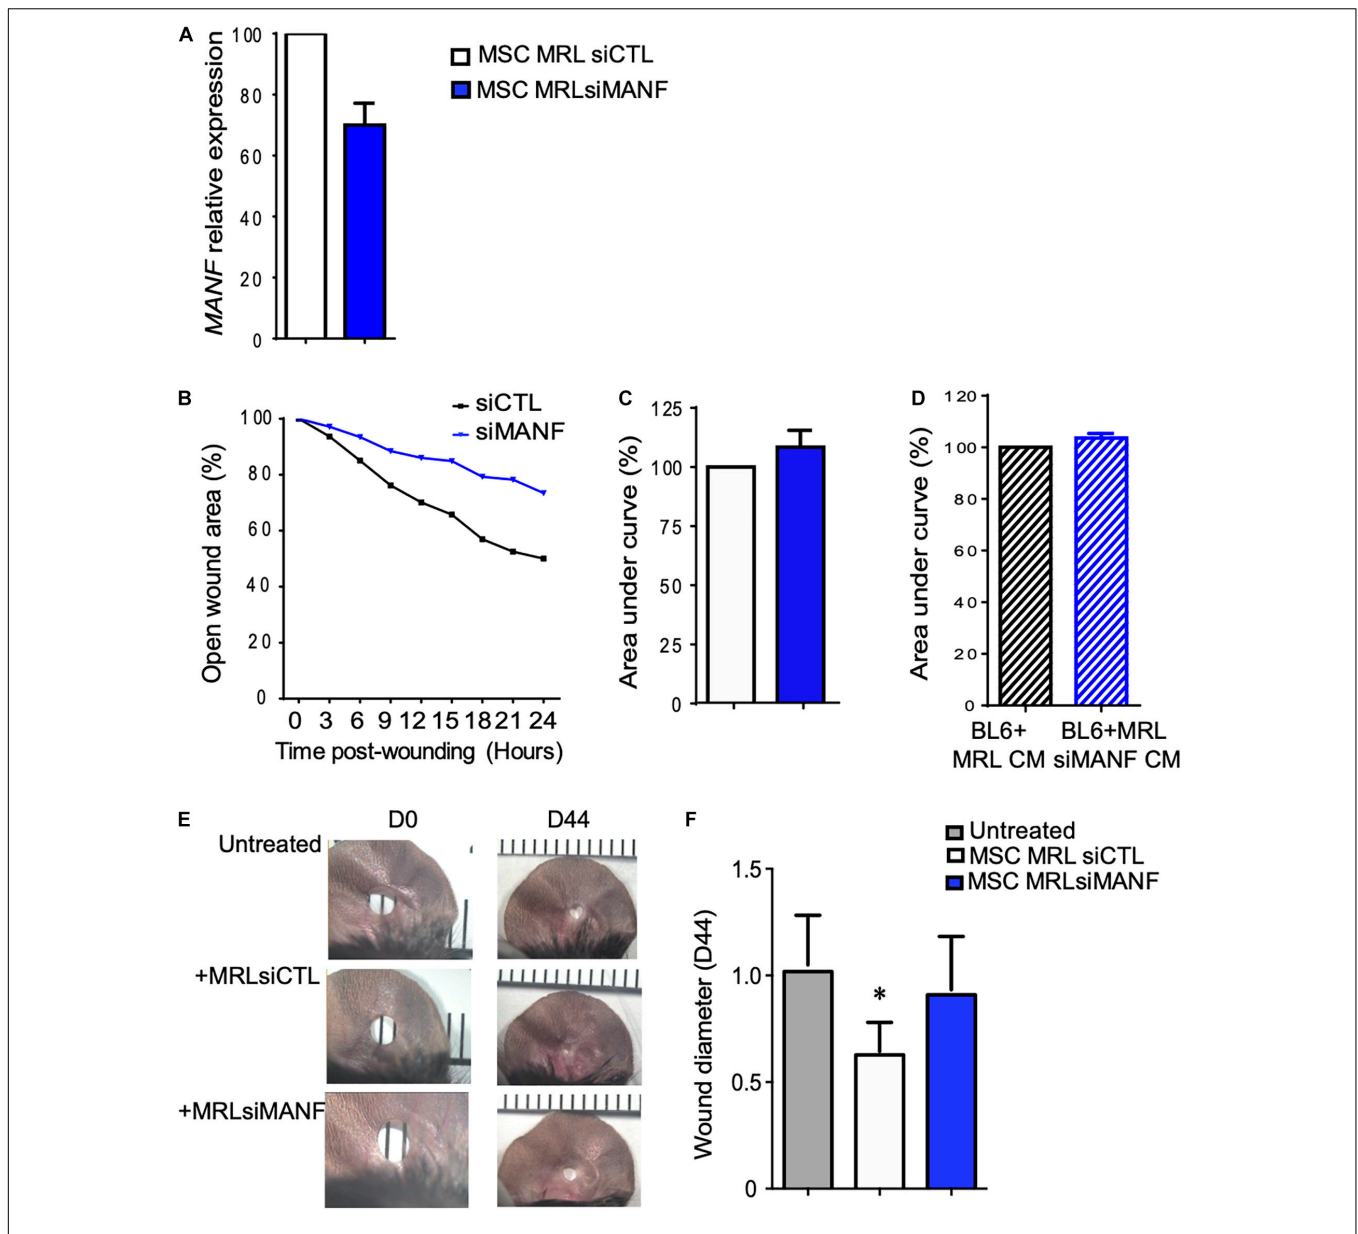 A
MANF relative expression
100
80
60
40
20
0
MSC MRL siCTL
MSC MRLsiMANF
B
Open wound area (%)
100
80
60
40
20
0
siCTL
siMANF
0 3 6 9 12 15 18 21 24
Time post-wounding (Hours)
C
Area under curve (%)
125
100
75
50
25
0
D
Area under curve (%)
120
100
80
60
40
20
0
BL6+
MRL CM
BL6+MRL
siMANF CM
E
D0
D44
Untreated
+MRLsiCTL
+MRLsiMANF
F
Untreated
MSC MRL siCTL
MSC MRLsiMANF
Wound diameter (D44)
1.5
1.0
0.5
0
*